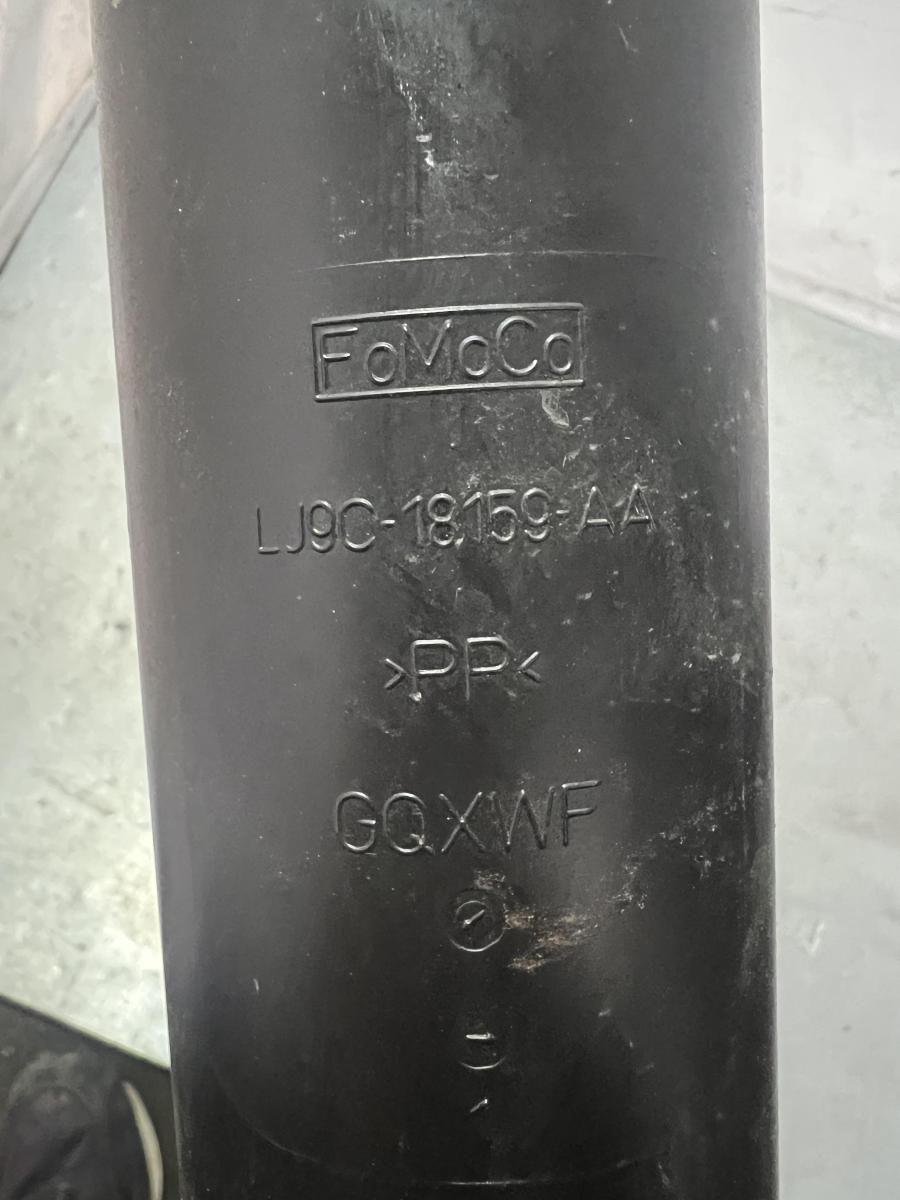 FoMoCo
LJ9C-18159-AA
>PP<
GQXWF